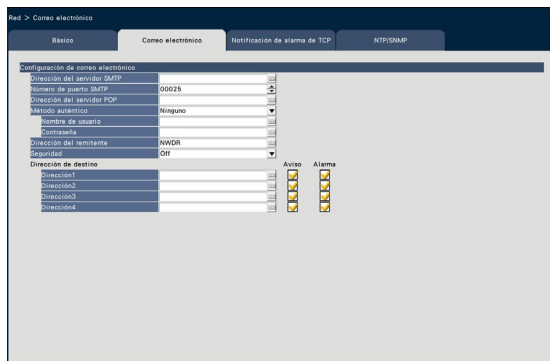 Red > Correo electrónico
Básico Correo electrónico Notificación de alarma de TCP NTP/SNMP
Configuración de correo electrónico
Dirección del servidor SMTP
Número de puerto SMTP 00025
Dirección del servidor POP
Método auténtico Ninguno
Nombre de usuario
Contraseña
Dirección del remitente NWDR
Seguridad Off
Dirección de destino Aviso Alarma
Dirección1
Dirección2
Dirección3
Dirección4